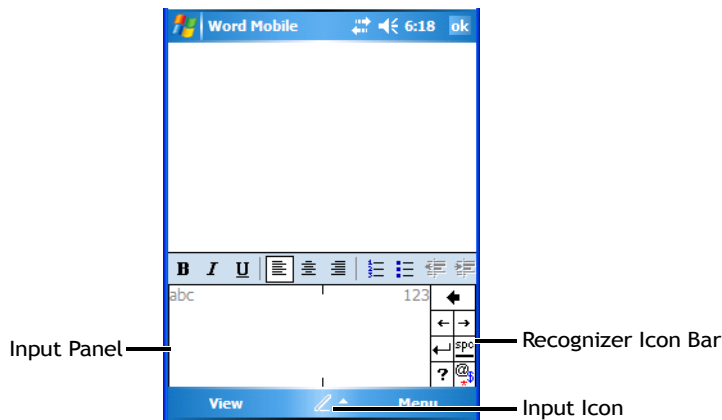 Word Mobile 6:18 ok
B I U
abc 123
Input Panel
spc
Recognizer Icon Bar
? @*$
View Menu
Input Icon